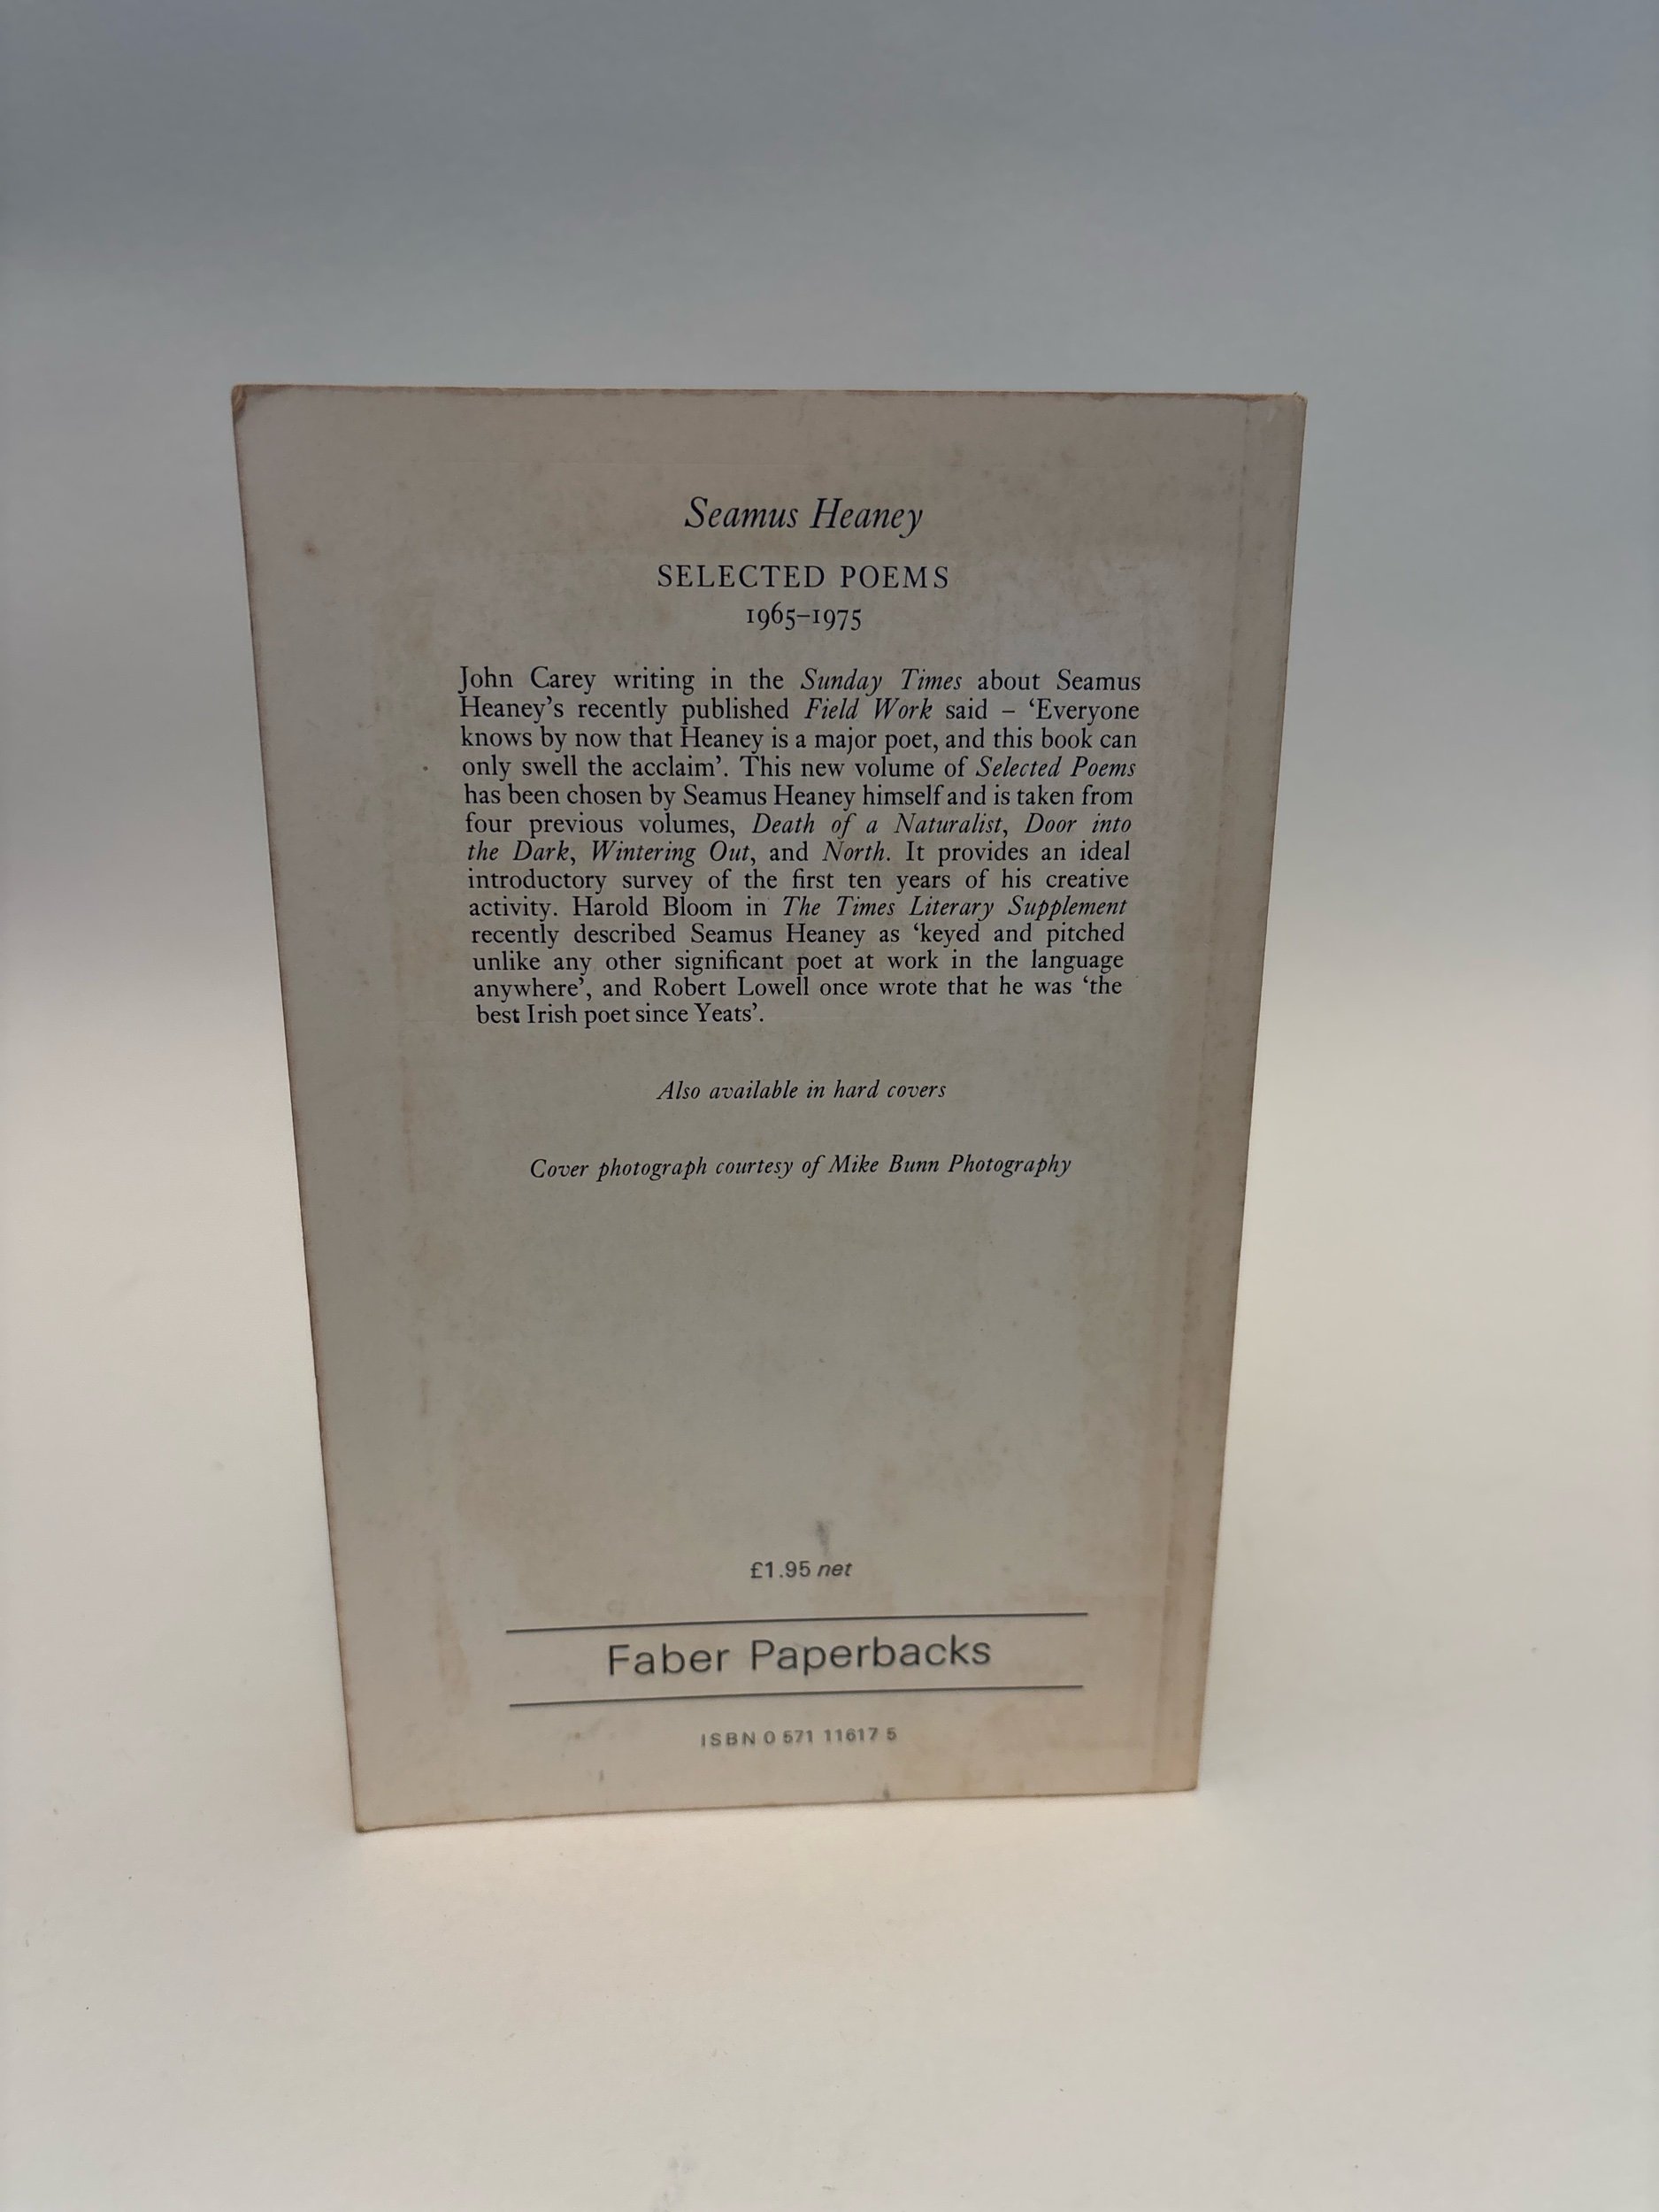 Seamus Heaney
SELECTED POEMS
1965–1975
John Carey writing in the Sunday Times about Seamus
Heaney's recently published Field Work said – 'Everyone
knows by now that Heaney is a major poet, and this book can
only swell the acclaim'. This new volume of Selected Poems
has been chosen by Seamus Heaney himself and is taken from
four previous volumes, Death of a Naturalist, Door into
the Dark, Wintering Out, and North. It provides an ideal
introductory survey of the first ten years of his creative
activity. Harold Bloom in The Times Literary Supplement
recently described Seamus Heaney as 'keyed and pitched
unlike any other significant poet at work in the language
anywhere', and Robert Lowell once wrote that he was 'the
best Irish poet since Yeats'.
Also available in hard covers
Cover photograph courtesy of Mike Bunn Photography
£1.95 net
Faber Paperbacks
ISBN 0 571 11617 5